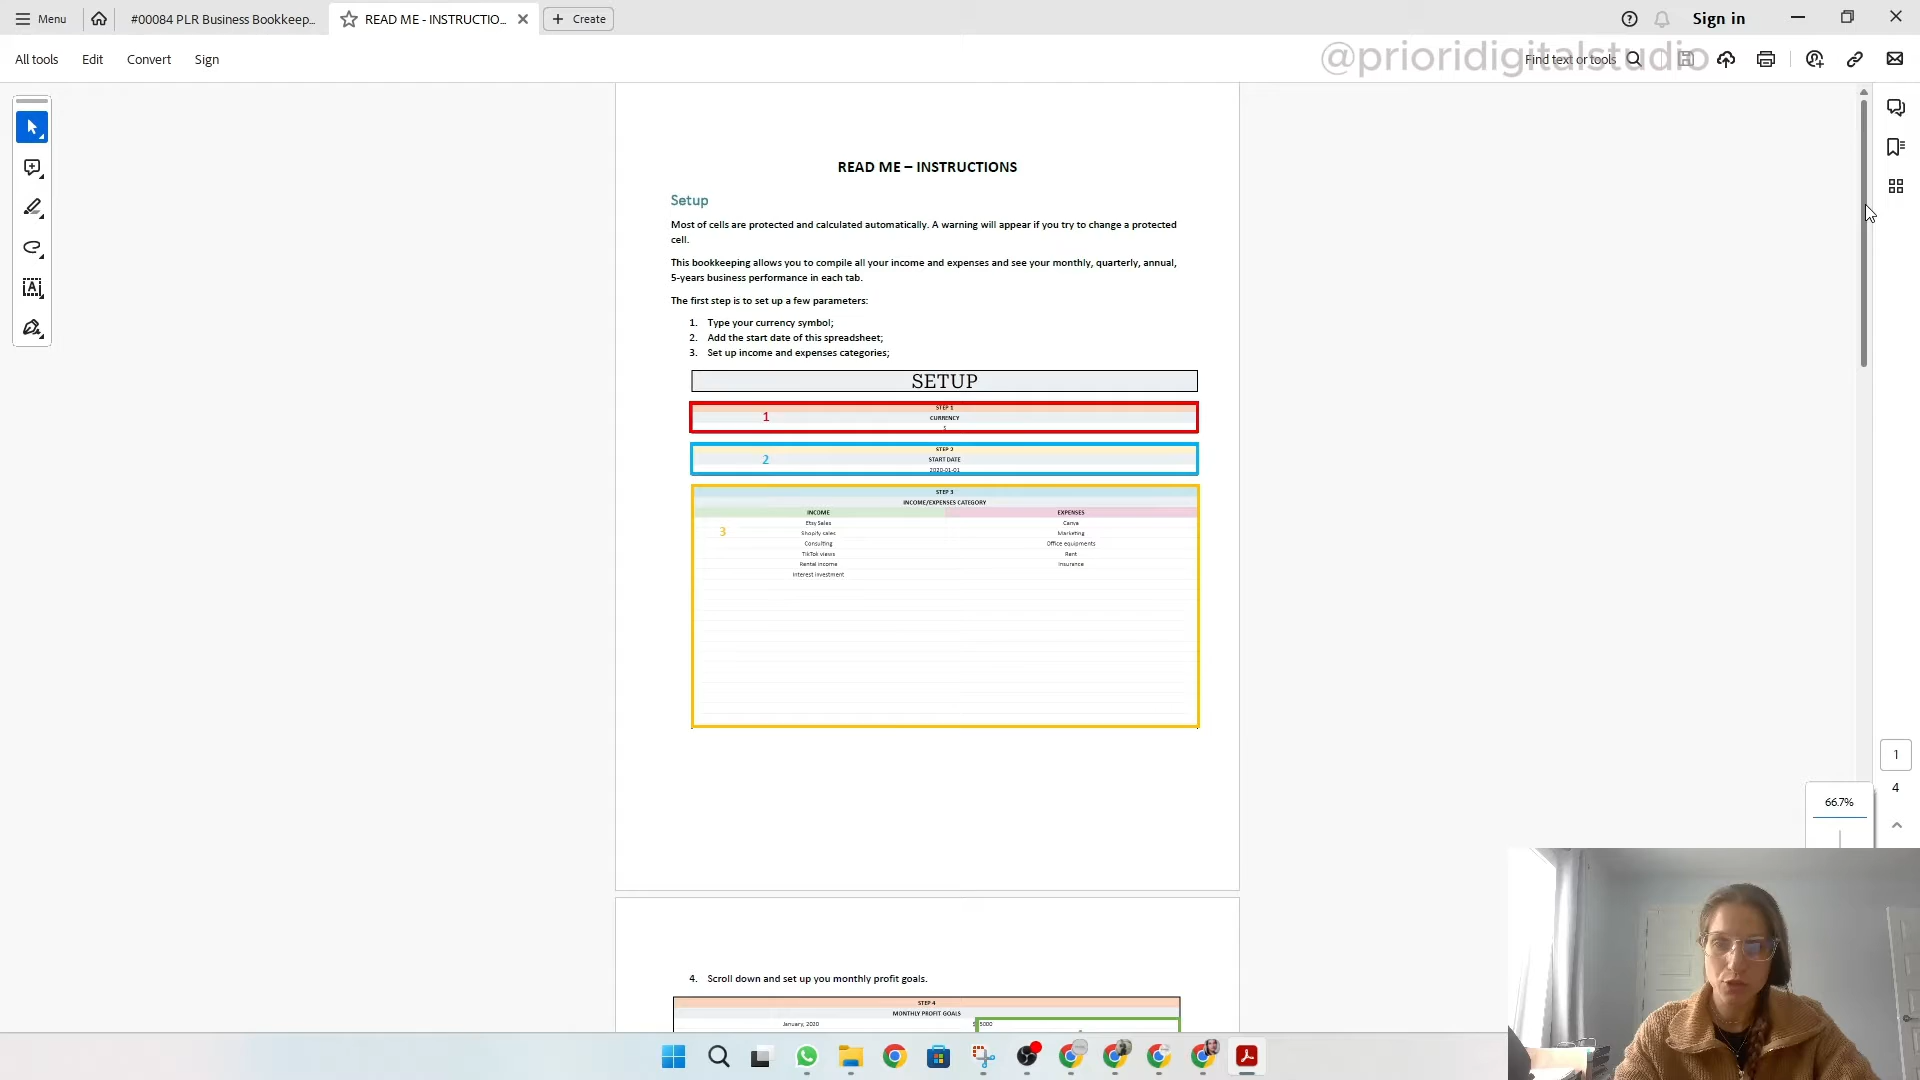 Menu
#00084 PLR Business Bookkeep...
READ ME - INSTRUCTIO...
Create
Sign in
All tools
Edit
Convert
Sign
@prioridigitalstudio
Find text or tools
READ ME – INSTRUCTIONS
Setup
Most of cells are protected and calculated automatically. A warning will appear if you try to change a protected
cell.
This bookkeeping allows you to compile all your income and expenses and see your monthly, quarterly, annual,
5-years business performance in each tab.
The first step is to set up a few parameters:
1. Type your currency symbol;
2. Add the start date of this spreadsheet;
3. Set up income and expenses categories;
SETUP
STEP 1
1
CURRENCY
$
STEP 2
2
START DATE
2020-01-01
STEP 3
INCOME/EXPENSES CATEGORY
INCOME
EXPENSES
Etsy Sales
Canva
3
Shopify sales
Marketing
Consulting
Office equipments
TikTok views
Rent
Rental income
Insurance
Interest investment
1
4
66.7%
4. Scroll down and set up you monthly profit goals.
STEP 4
MONTHLY PROFIT GOALS
January, 2020
$ 5000